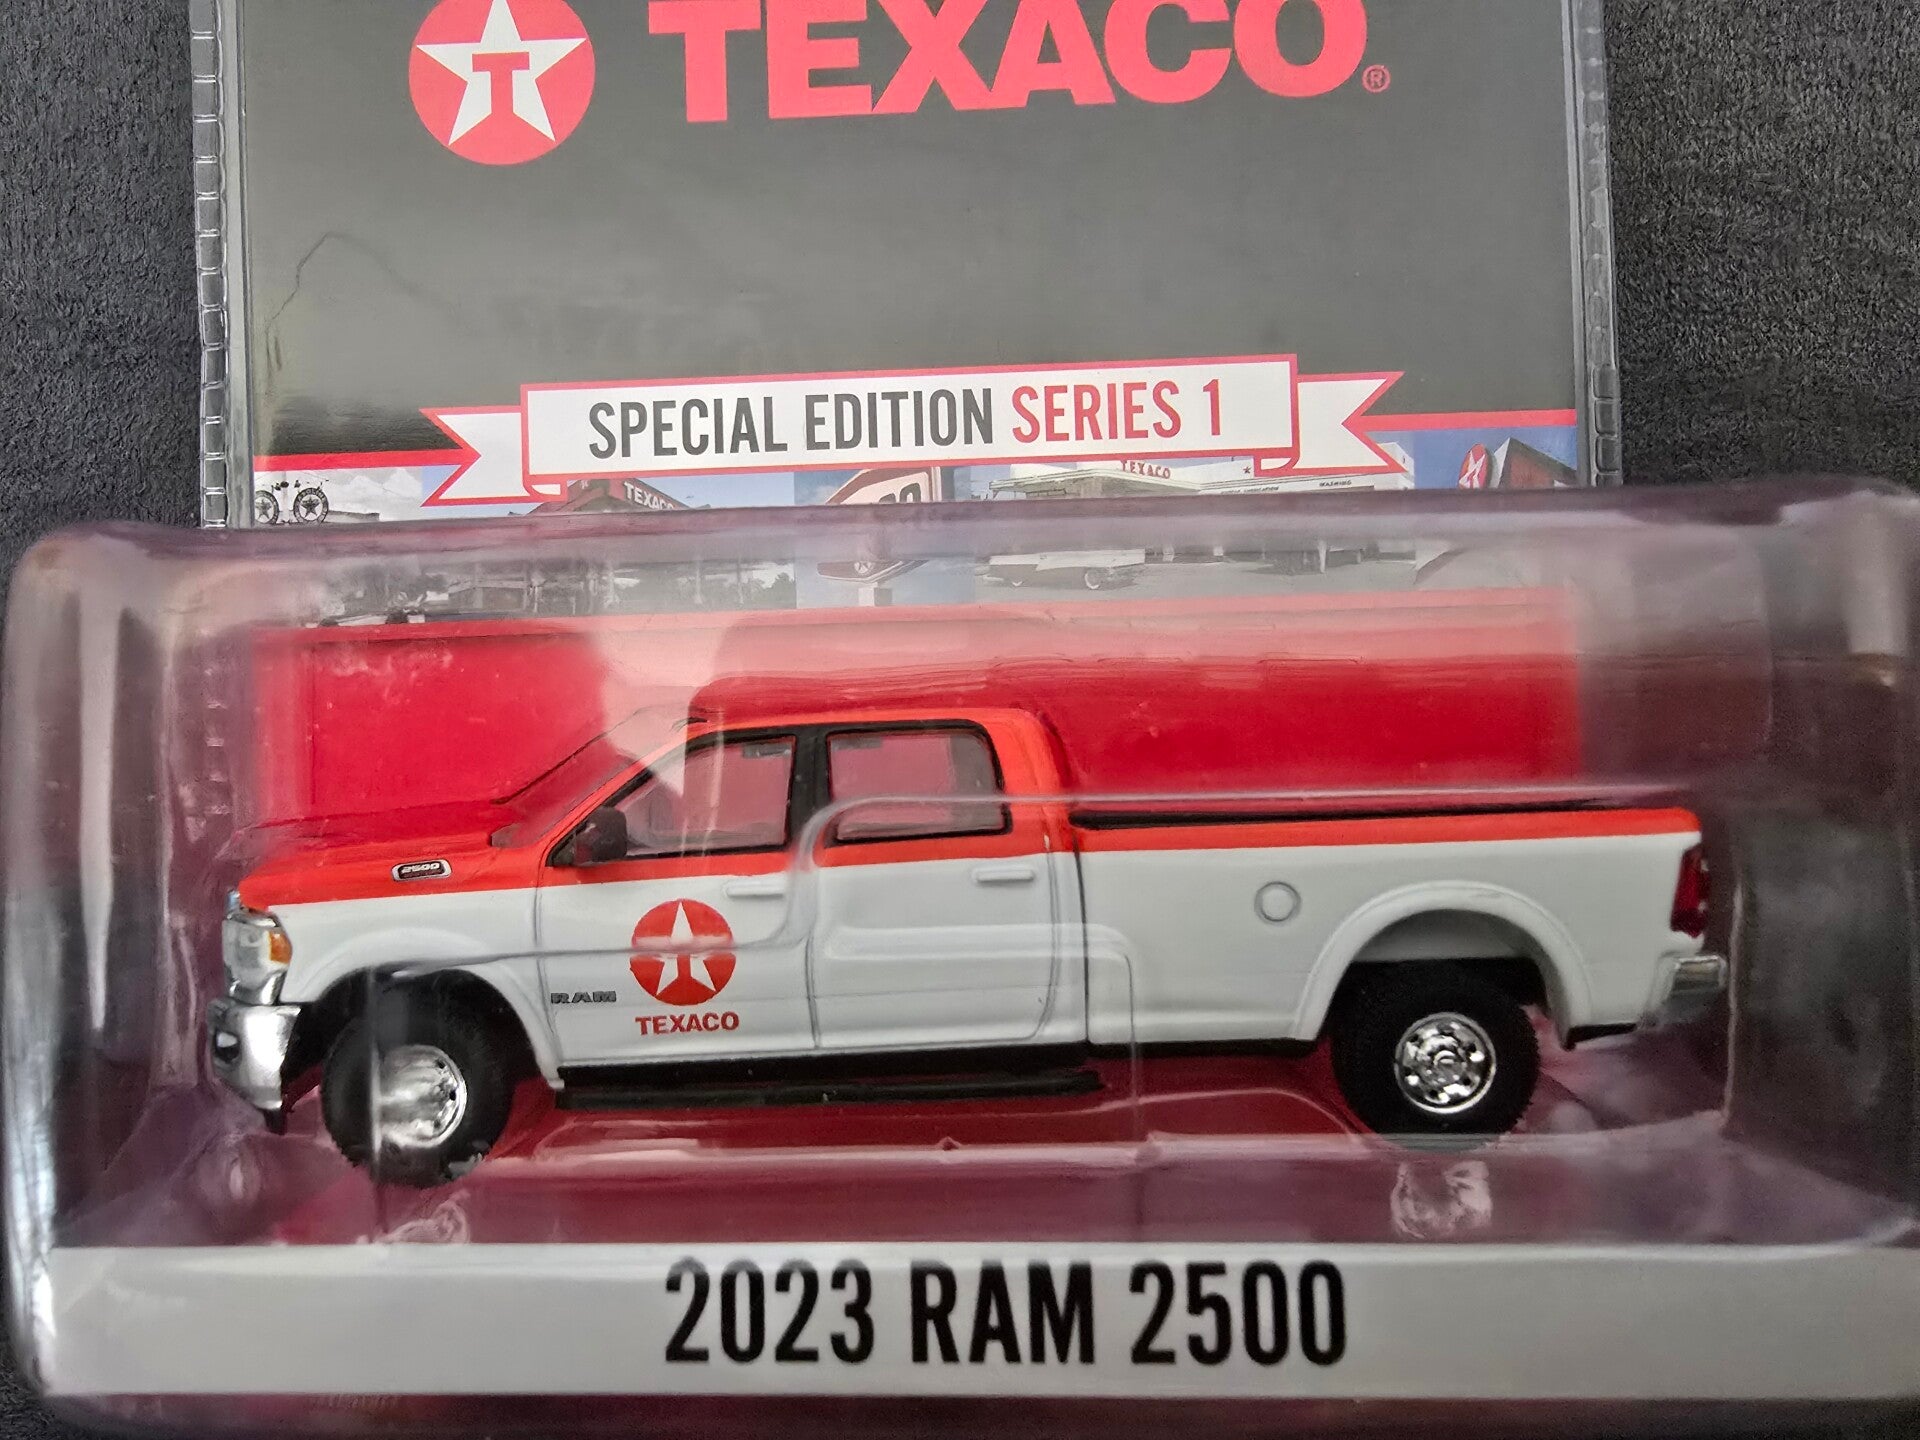 T
TEXACO®
SPECIAL EDITION SERIES 1
TEXACO
TEXACO
2500
RAM
T
TEXACO
2023 RAM 2500